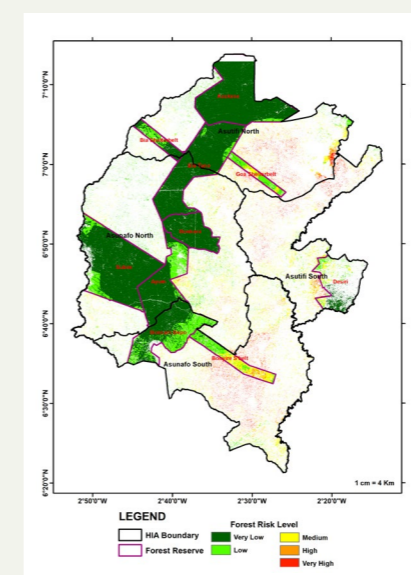 7°10'0"N
7°0'0"N
6°50'0"N
6°40'0"N
6°30'0"N
6°20'0"N
Asutifi North
Goa Shelterbelt
Asunafo North
Asutifi South
Asunafo South
1 cm = 4 Km
2°50'0"W 2°40'0"W 2°30'0"W 2°20'0"W
LEGEND
HIA Boundary
Forest Reserve
Forest Risk Level
Very Low
Low
Medium
High
Very High